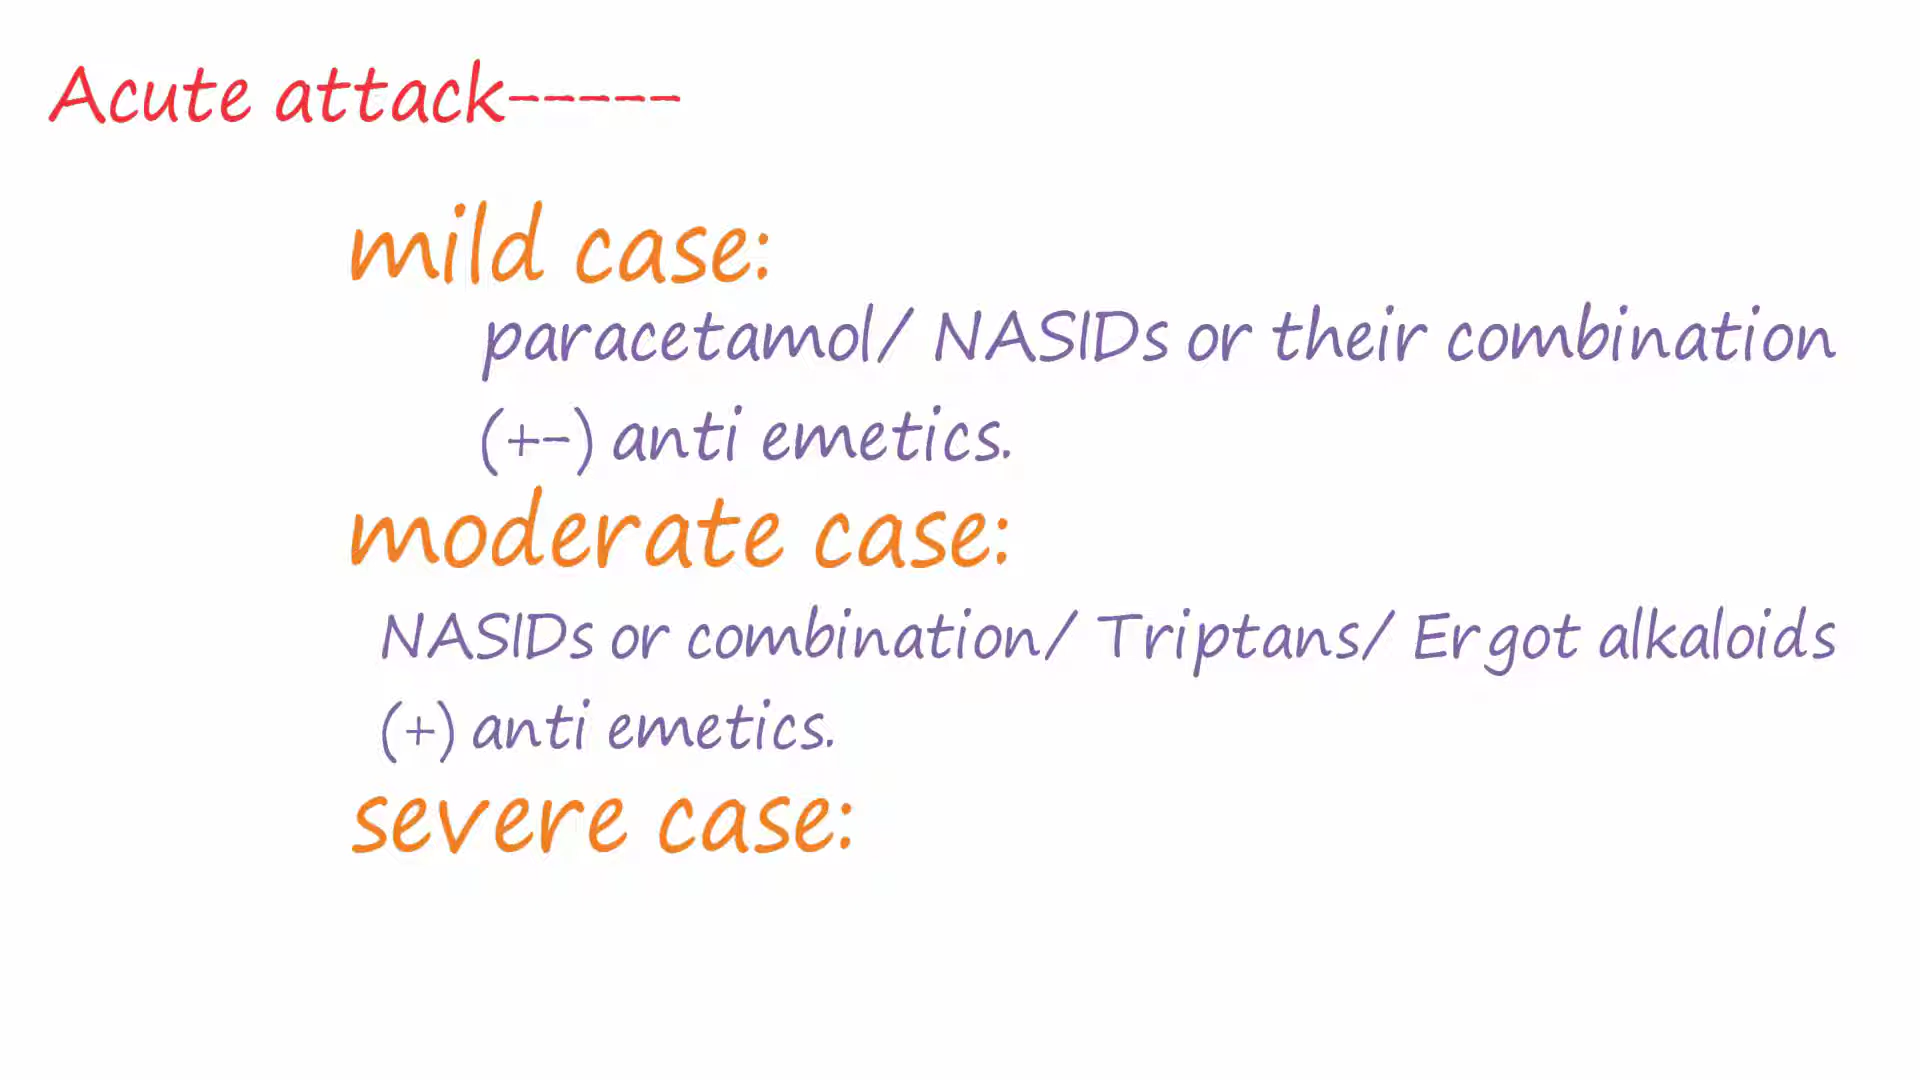 Acute attack-----
mild case:
paracetamol/ NASIDs or their combination
(+-) anti emetics.
moderate case:
NASIDs or combination/ Triptans/ Ergot alkaloids
(+) anti emetics.
severe case: